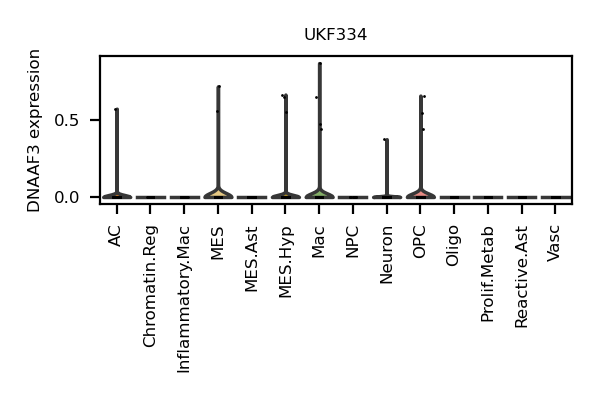 UKF334
DNAAF3 expression
0.5
0.0
AC
Chromatin.Reg
Inflammatory.Mac
MES
MES.Ast
MES.Hyp
Mac
NPC
Neuron
OPC
Oligo
Prolif.Metab
Reactive.Ast
Vasc